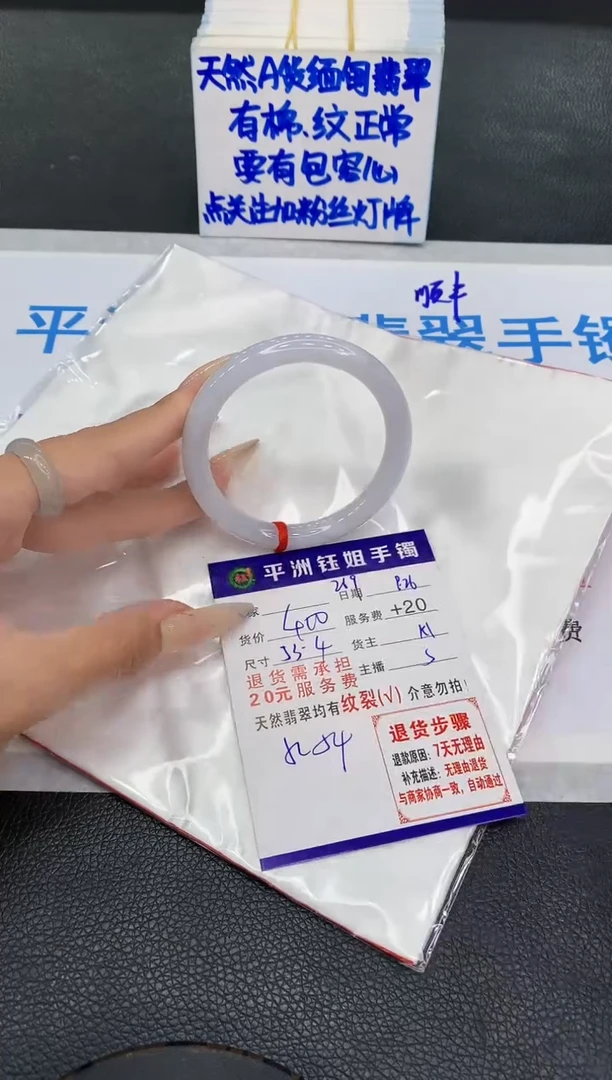 天然A货缅甸翡翠
有棉、纹正常
要有包容心
点关注加粉丝灯牌
顺丰
平
翡翠手镯
平洲钰姐手镯
269
日期 8.26
货价 400
服务费 +20
尺寸 55-4
货主 K1
主播 S
退货需承担
20元服务费
天然翡翠均有纹裂(√)介意勿拍!
退货步骤
退款原因:7天无理由
补充描述:无理由退货
与商家协商一致,自动通过
费